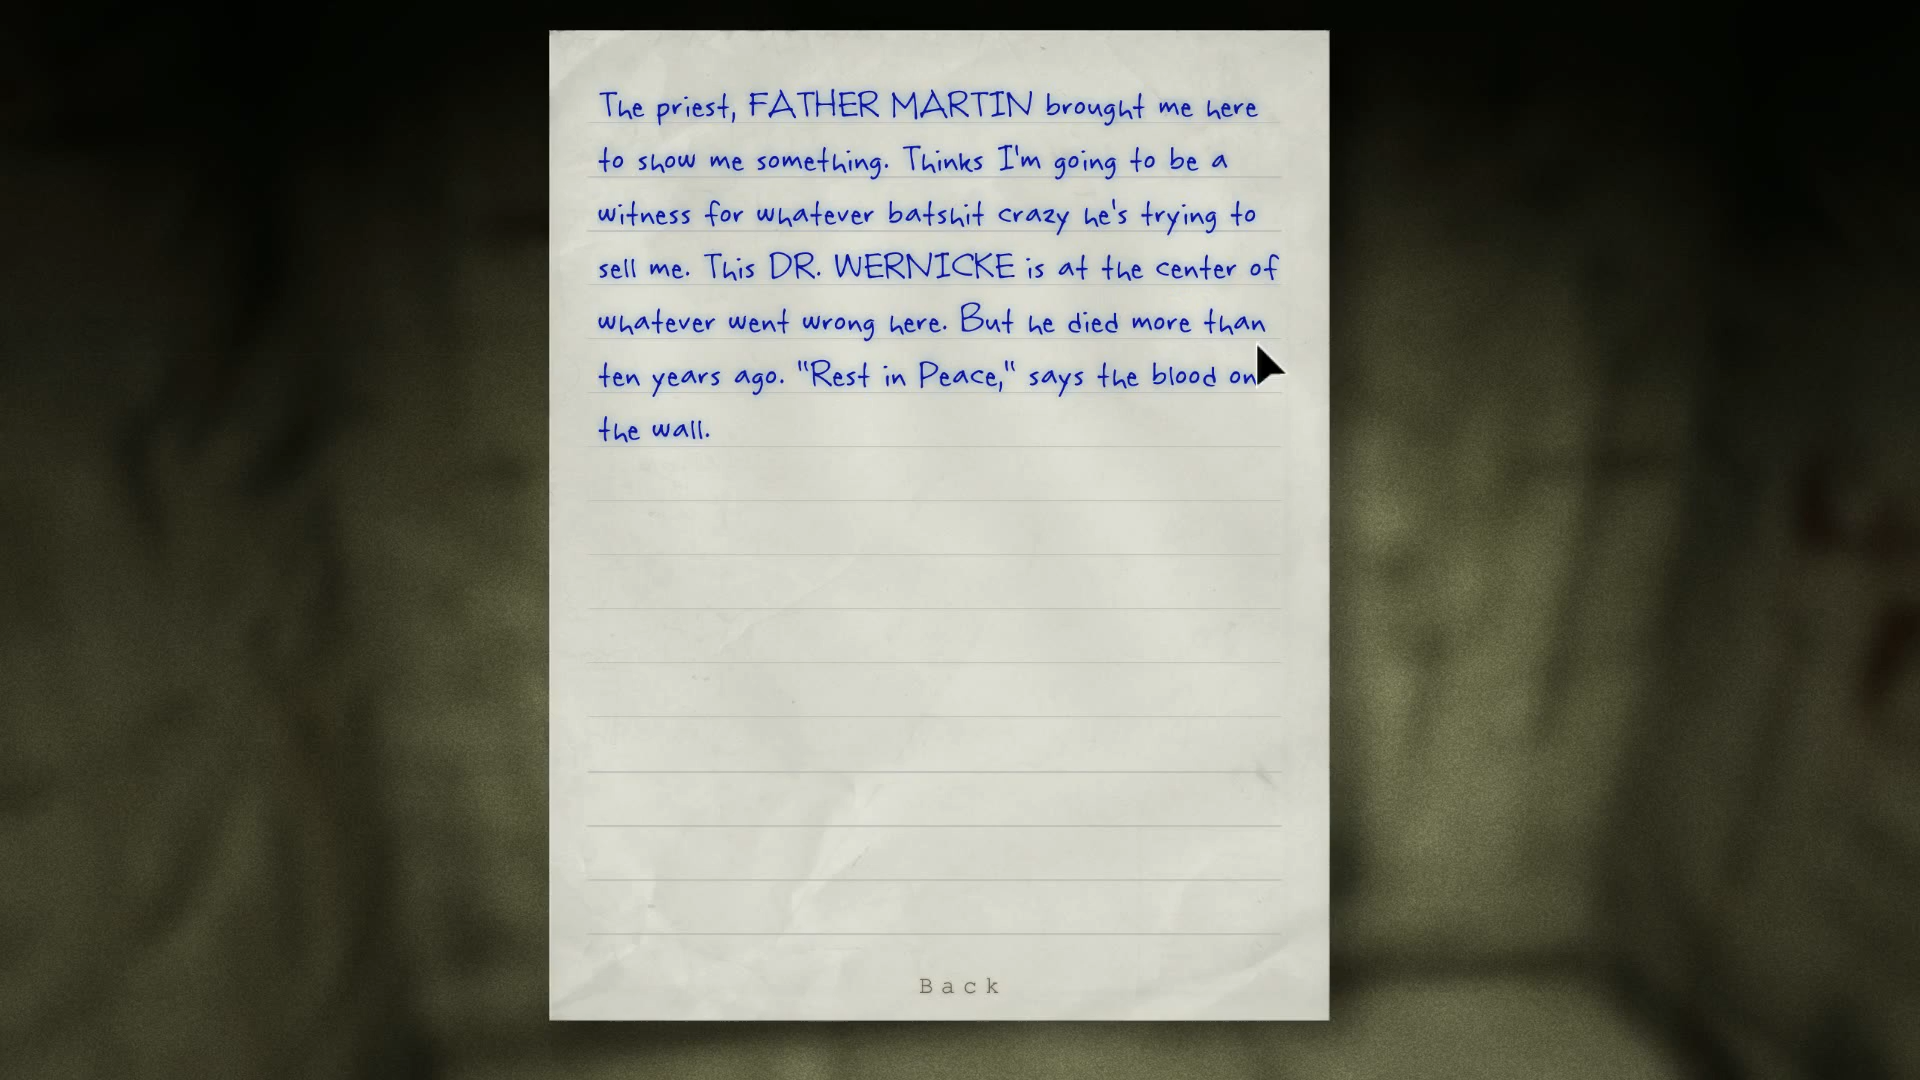 The priest, FATHER MARTIN brought me here
to show me something. Thinks I'm going to be a
witness for whatever batshit crazy he's trying to
sell me. This DR. WERNICKE is at the center of
whatever went wrong here. But he died more than
ten years ago. "Rest in Peace," says the blood on
the wall.
Back